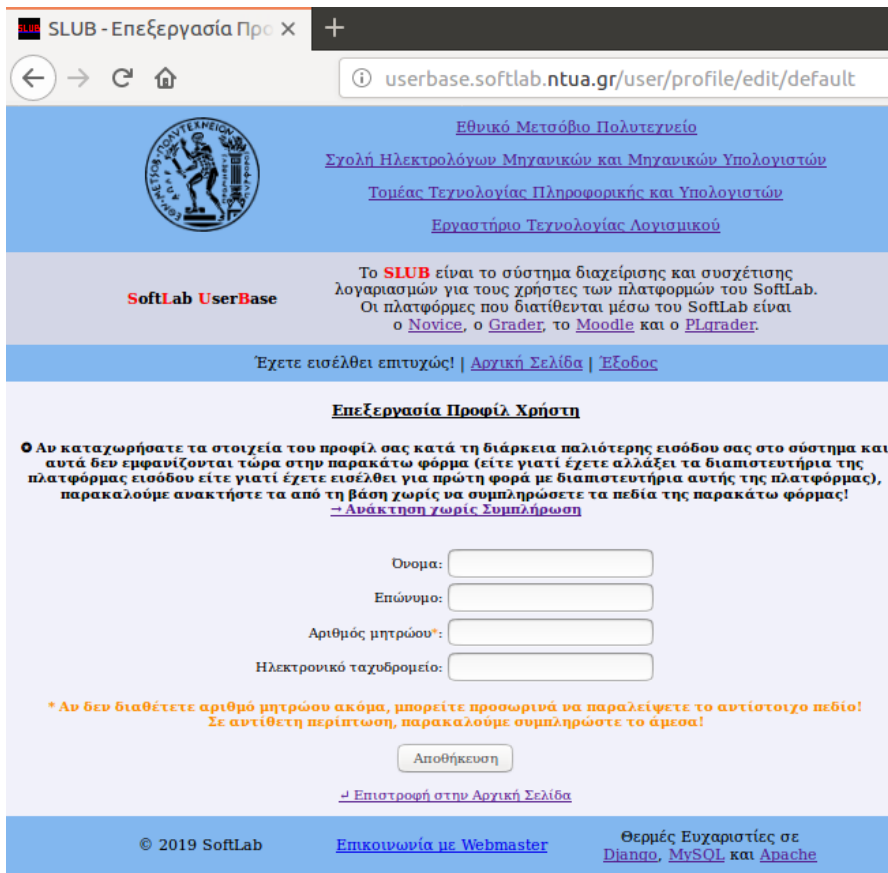 SLUB - Επεξεργασία Προ
userbase.softlab.ntua.gr/user/profile/edit/default
Εθνικό Μετσόβιο Πολυτεχνείο
Σχολή Ηλεκτρολόγων Μηχανικών και Μηχανικών Υπολογιστών
Τομέας Τεχνολογίας Πληροφορικής και Υπολογιστών
Εργαστήριο Τεχνολογίας Λογισμικού
SoftLab UserBase
Το SLUB είναι το σύστημα διαχείρισης και συσχέτισης
λογαριασμών για τους χρήστες των πλατφορμών του SoftLab.
Οι πλατφόρμες που διατίθενται μέσω του SoftLab είναι
ο Novice, ο Grader, το Moodle και ο PLgrader.
Έχετε εισέλθει επιτυχώς! | Αρχική Σελίδα | Έξοδος
Επεξεργασία Προφίλ Χρήστη
✪ Αν καταχωρήσατε τα στοιχεία του προφίλ σας κατά τη διάρκεια παλιότερης εισόδου σας στο σύστημα και
αυτά δεν εμφανίζονται τώρα στην παρακάτω φόρμα (είτε γιατί έχετε αλλάξει τα διαπιστευτήρια της
πλατφόρμας εισόδου είτε γιατί έχετε εισέλθει για πρώτη φορά με διαπιστευτήρια αυτής της πλατφόρμας),
παρακαλούμε ανακτήστε τα από τη βάση χωρίς να συμπληρώσετε τα πεδία της παρακάτω φόρμας!
→ Ανάκτηση χωρίς Συμπλήρωση
Όνομα:
Επώνυμο:
Αριθμός μητρώου*:
Ηλεκτρονικό ταχυδρομείο:
* Αν δεν διαθέτετε αριθμό μητρώου ακόμα, μπορείτε προσωρινά να παραλείψετε το αντίστοιχο πεδίο!
Σε αντίθετη περίπτωση, παρακαλούμε συμπληρώστε το άμεσα!
Αποθήκευση
↵ Επιστροφή στην Αρχική Σελίδα
© 2019 SoftLab
Επικοινωνία με Webmaster
Θερμές Ευχαριστίες σε
Django, MySQL και Apache